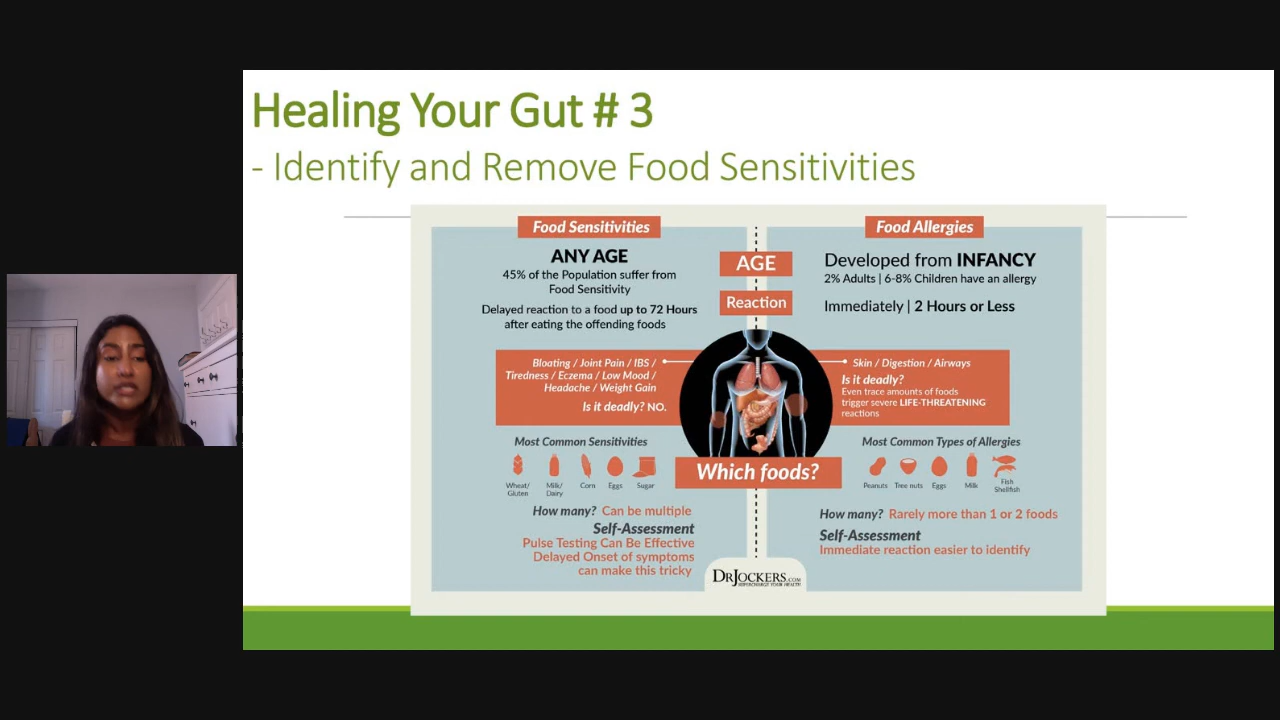 Healing Your Gut # 3
- Identify and Remove Food Sensitivities
Food Sensitivities
ANY AGE
45% of the Population suffer from
Food Sensitivity
Delayed reaction to a food up to 72 Hours
after eating the offending foods
AGE
Reaction
Food Allergies
Developed from INFANCY
2% Adults | 6-8% Children have an allergy
Immediately | 2 Hours or Less
Bloating / Joint Pain / IBS /
Tiredness / Eczema / Low Mood /
Headache / Weight Gain
Is it deadly? NO.
Skin / Digestion / Airways
Is it deadly?
Even trace amounts of foods
trigger severe LIFE-THREATENING
reactions
Most Common Sensitivities
Wheat/
Gluten
Milk/
Dairy
Corn
Eggs
Sugar
Which foods?
Most Common Types of Allergies
Peanuts
Tree nuts
Eggs
Milk
Fish
Shellfish
How many? Can be multiple
Self-Assessment
Pulse Testing Can Be Effective
Delayed Onset of symptoms
can make this tricky
How many? Rarely more than 1 or 2 foods
Self-Assessment
Immediate reaction easier to identify
DRJOCKERS.COM
SUPERCHARGE YOUR HEALTH